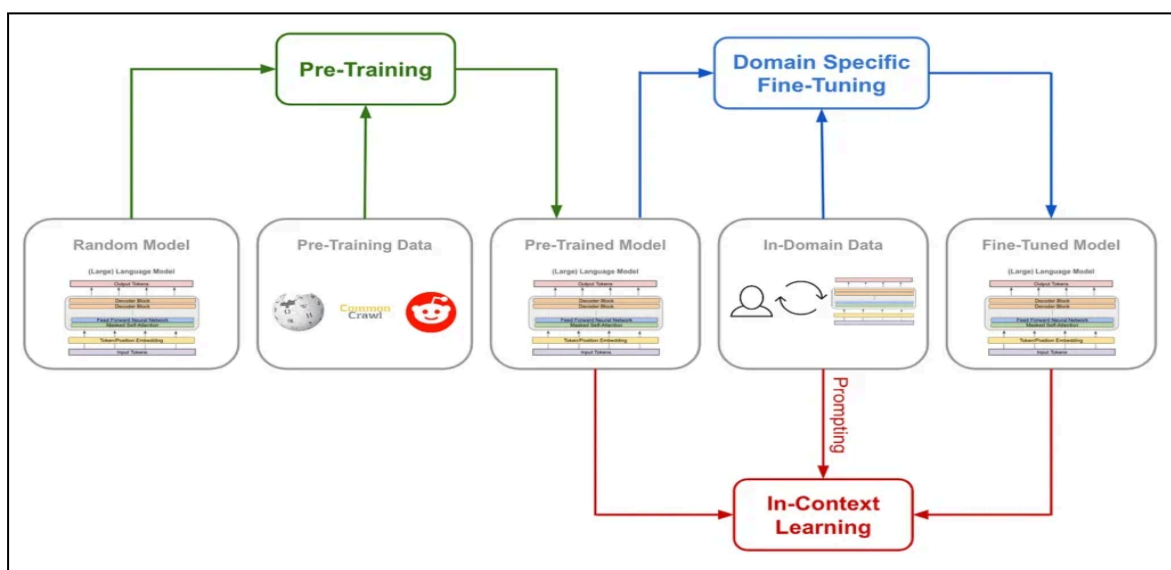 Pre-Training
Domain Specific
Fine-Tuning
Random Model
(Large) Language Model
Output Tokens
Decoder Block
Decoder Block
Feed Forward Neural Network
Masked Self-Attention
Token/Position Embedding
Input Tokens
Pre-Training Data
Common
Crawl
Pre-Trained Model
(Large) Language Model
Output Tokens
Decoder Block
Decoder Block
Feed Forward Neural Network
Masked Self-Attention
Token/Position Embedding
Input Tokens
In-Domain Data
Fine-Tuned Model
(Large) Language Model
Output Tokens
Decoder Block
Decoder Block
Feed Forward Neural Network
Masked Self-Attention
Token/Position Embedding
Input Tokens
Prompting
In-Context
Learning